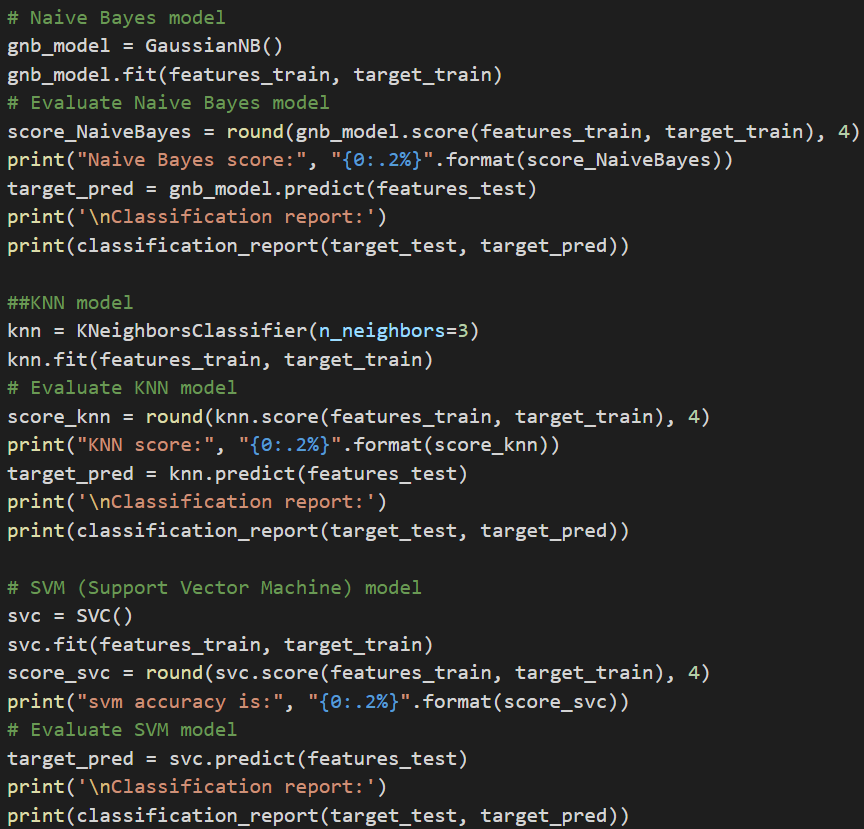 # Naive Bayes model
gnb_model = GaussianNB()
gnb_model.fit(features_train, target_train)
# Evaluate Naive Bayes model
score_NaiveBayes = round(gnb_model.score(features_train, target_train), 4)
print("Naive Bayes score:", "{0:.2%}".format(score_NaiveBayes))
target_pred = gnb_model.predict(features_test)
print('\nClassification report:')
print(classification_report(target_test, target_pred))

##KNN model
knn = KNeighborsClassifier(n_neighbors=3)
knn.fit(features_train, target_train)
# Evaluate KNN model
score_knn = round(knn.score(features_train, target_train), 4)
print("KNN score:", "{0:.2%}".format(score_knn))
target_pred = knn.predict(features_test)
print('\nClassification report:')
print(classification_report(target_test, target_pred))

# SVM (Support Vector Machine) model
svc = SVC()
svc.fit(features_train, target_train)
score_svc = round(svc.score(features_train, target_train), 4)
print("svm accuracy is:", "{0:.2%}".format(score_svc))
# Evaluate SVM model
target_pred = svc.predict(features_test)
print('\nClassification report:')
print(classification_report(target_test, target_pred))